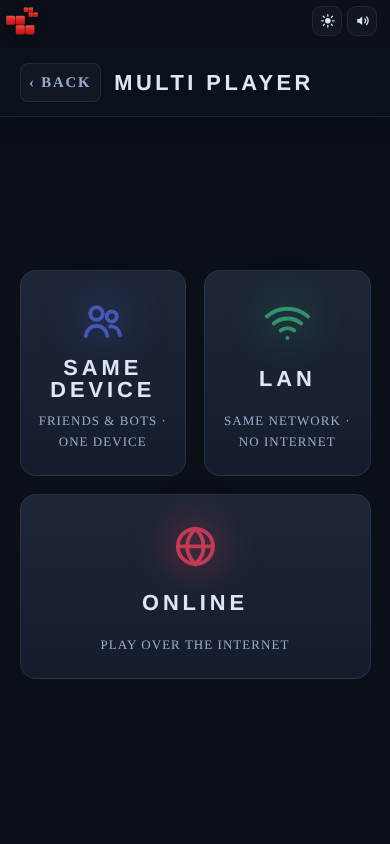 ‹ BACK MULTI PLAYER
SAME
DEVICE
FRIENDS & BOTS ·
ONE DEVICE
LAN
SAME NETWORK ·
NO INTERNET
ONLINE
PLAY OVER THE INTERNET